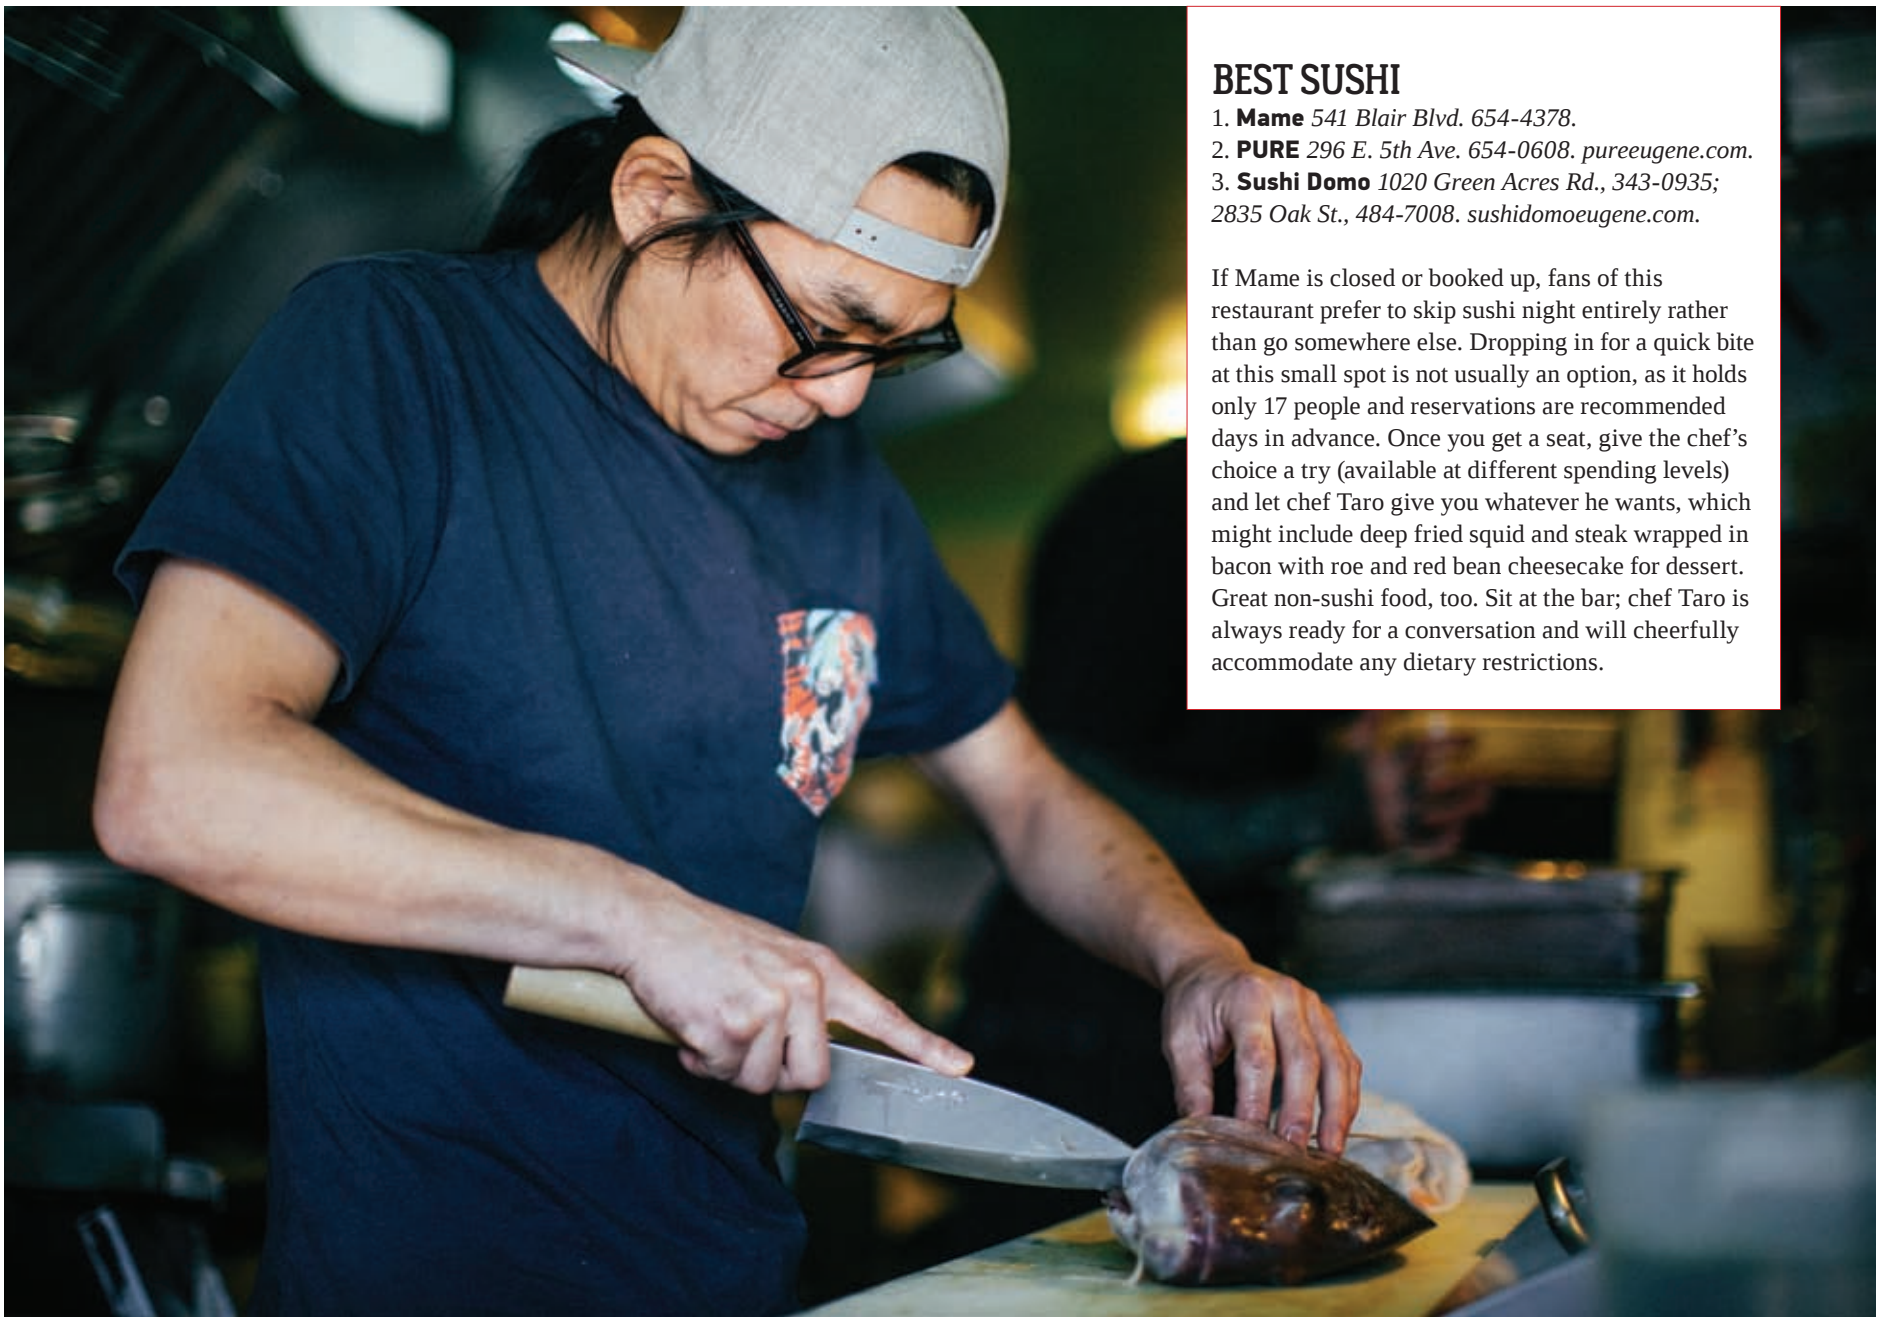 BEST SUSHI
1. Mame 541 Blair Blvd. 654-4378.
2. PURE 296 E. 5th Ave. 654-0608. pureeugene.com.
3. Sushi Domo 1020 Green Acres Rd., 343-0935;
2835 Oak St., 484-7008. sushidomoeugene.com.
If Mame is closed or booked up, fans of this
restaurant prefer to skip sushi night entirely rather
than go somewhere else. Dropping in for a quick bite
at this small spot is not usually an option, as it holds
only 17 people and reservations are recommended
days in advance. Once you get a seat, give the chef’s
choice a try (available at different spending levels)
and let chef Taro give you whatever he wants, which
might include deep fried squid and steak wrapped in
bacon with roe and red bean cheesecake for dessert.
Great non-sushi food, too. Sit at the bar; chef Taro is
always ready for a conversation and will cheerfully
accommodate any dietary restrictions.